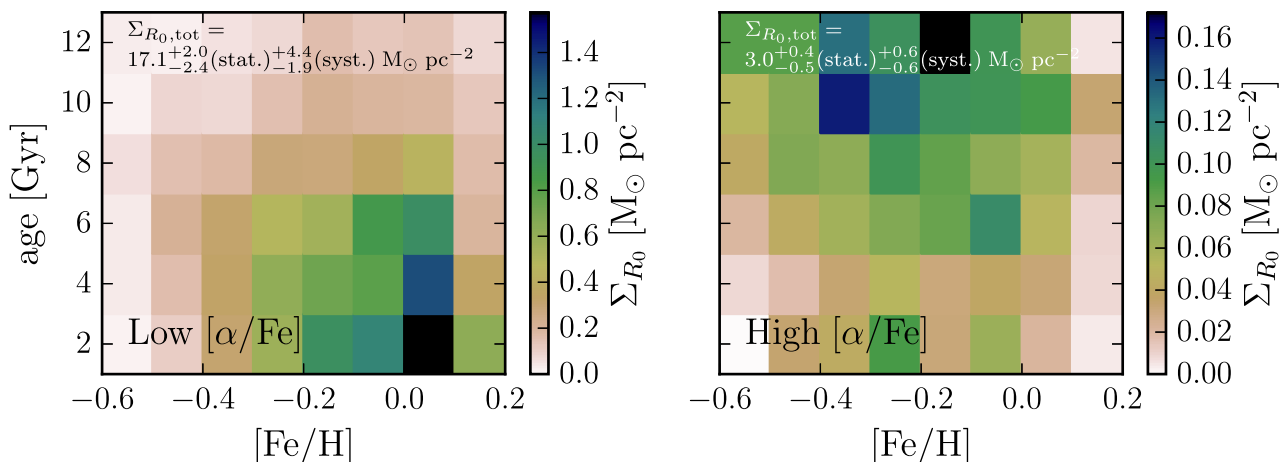 Σ_{R_0,tot} =
17.1^{+2.0}_{−2.4}(stat.)^{+4.4}_{−1.9}(syst.) M_⊙ pc^{−2}
Low [α/Fe]
age [Gyr]
12
10
8
6
4
2
−0.6 −0.4 −0.2 0.0 0.2
[Fe/H]
1.4
1.2
1.0
0.8
0.6
0.4
0.2
0.0
Σ_{R_0} [M_⊙ pc^{−2}]
Σ_{R_0,tot} =
3.0^{+0.4}_{−0.5}(stat.)^{+0.6}_{−0.6}(syst.) M_⊙ pc^{−2}
High [α/Fe]
−0.6 −0.4 −0.2 0.0 0.2
[Fe/H]
0.16
0.14
0.12
0.10
0.08
0.06
0.04
0.02
0.00
Σ_{R_0} [M_⊙ pc^{−2}]